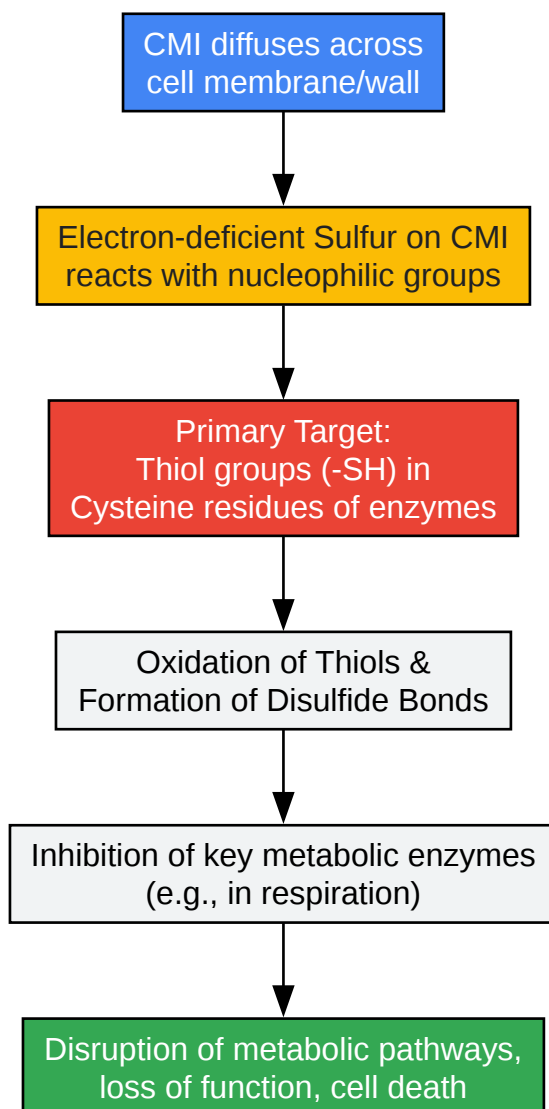 CMI diffuses across
cell membrane/wall
Electron-deficient Sulfur on CMI
reacts with nucleophilic groups
Primary Target:
Thiol groups (-SH) in
Cysteine residues of enzymes
Oxidation of Thiols &
Formation of Disulfide Bonds
Inhibition of key metabolic enzymes
(e.g., in respiration)
Disruption of metabolic pathways,
loss of function, cell death